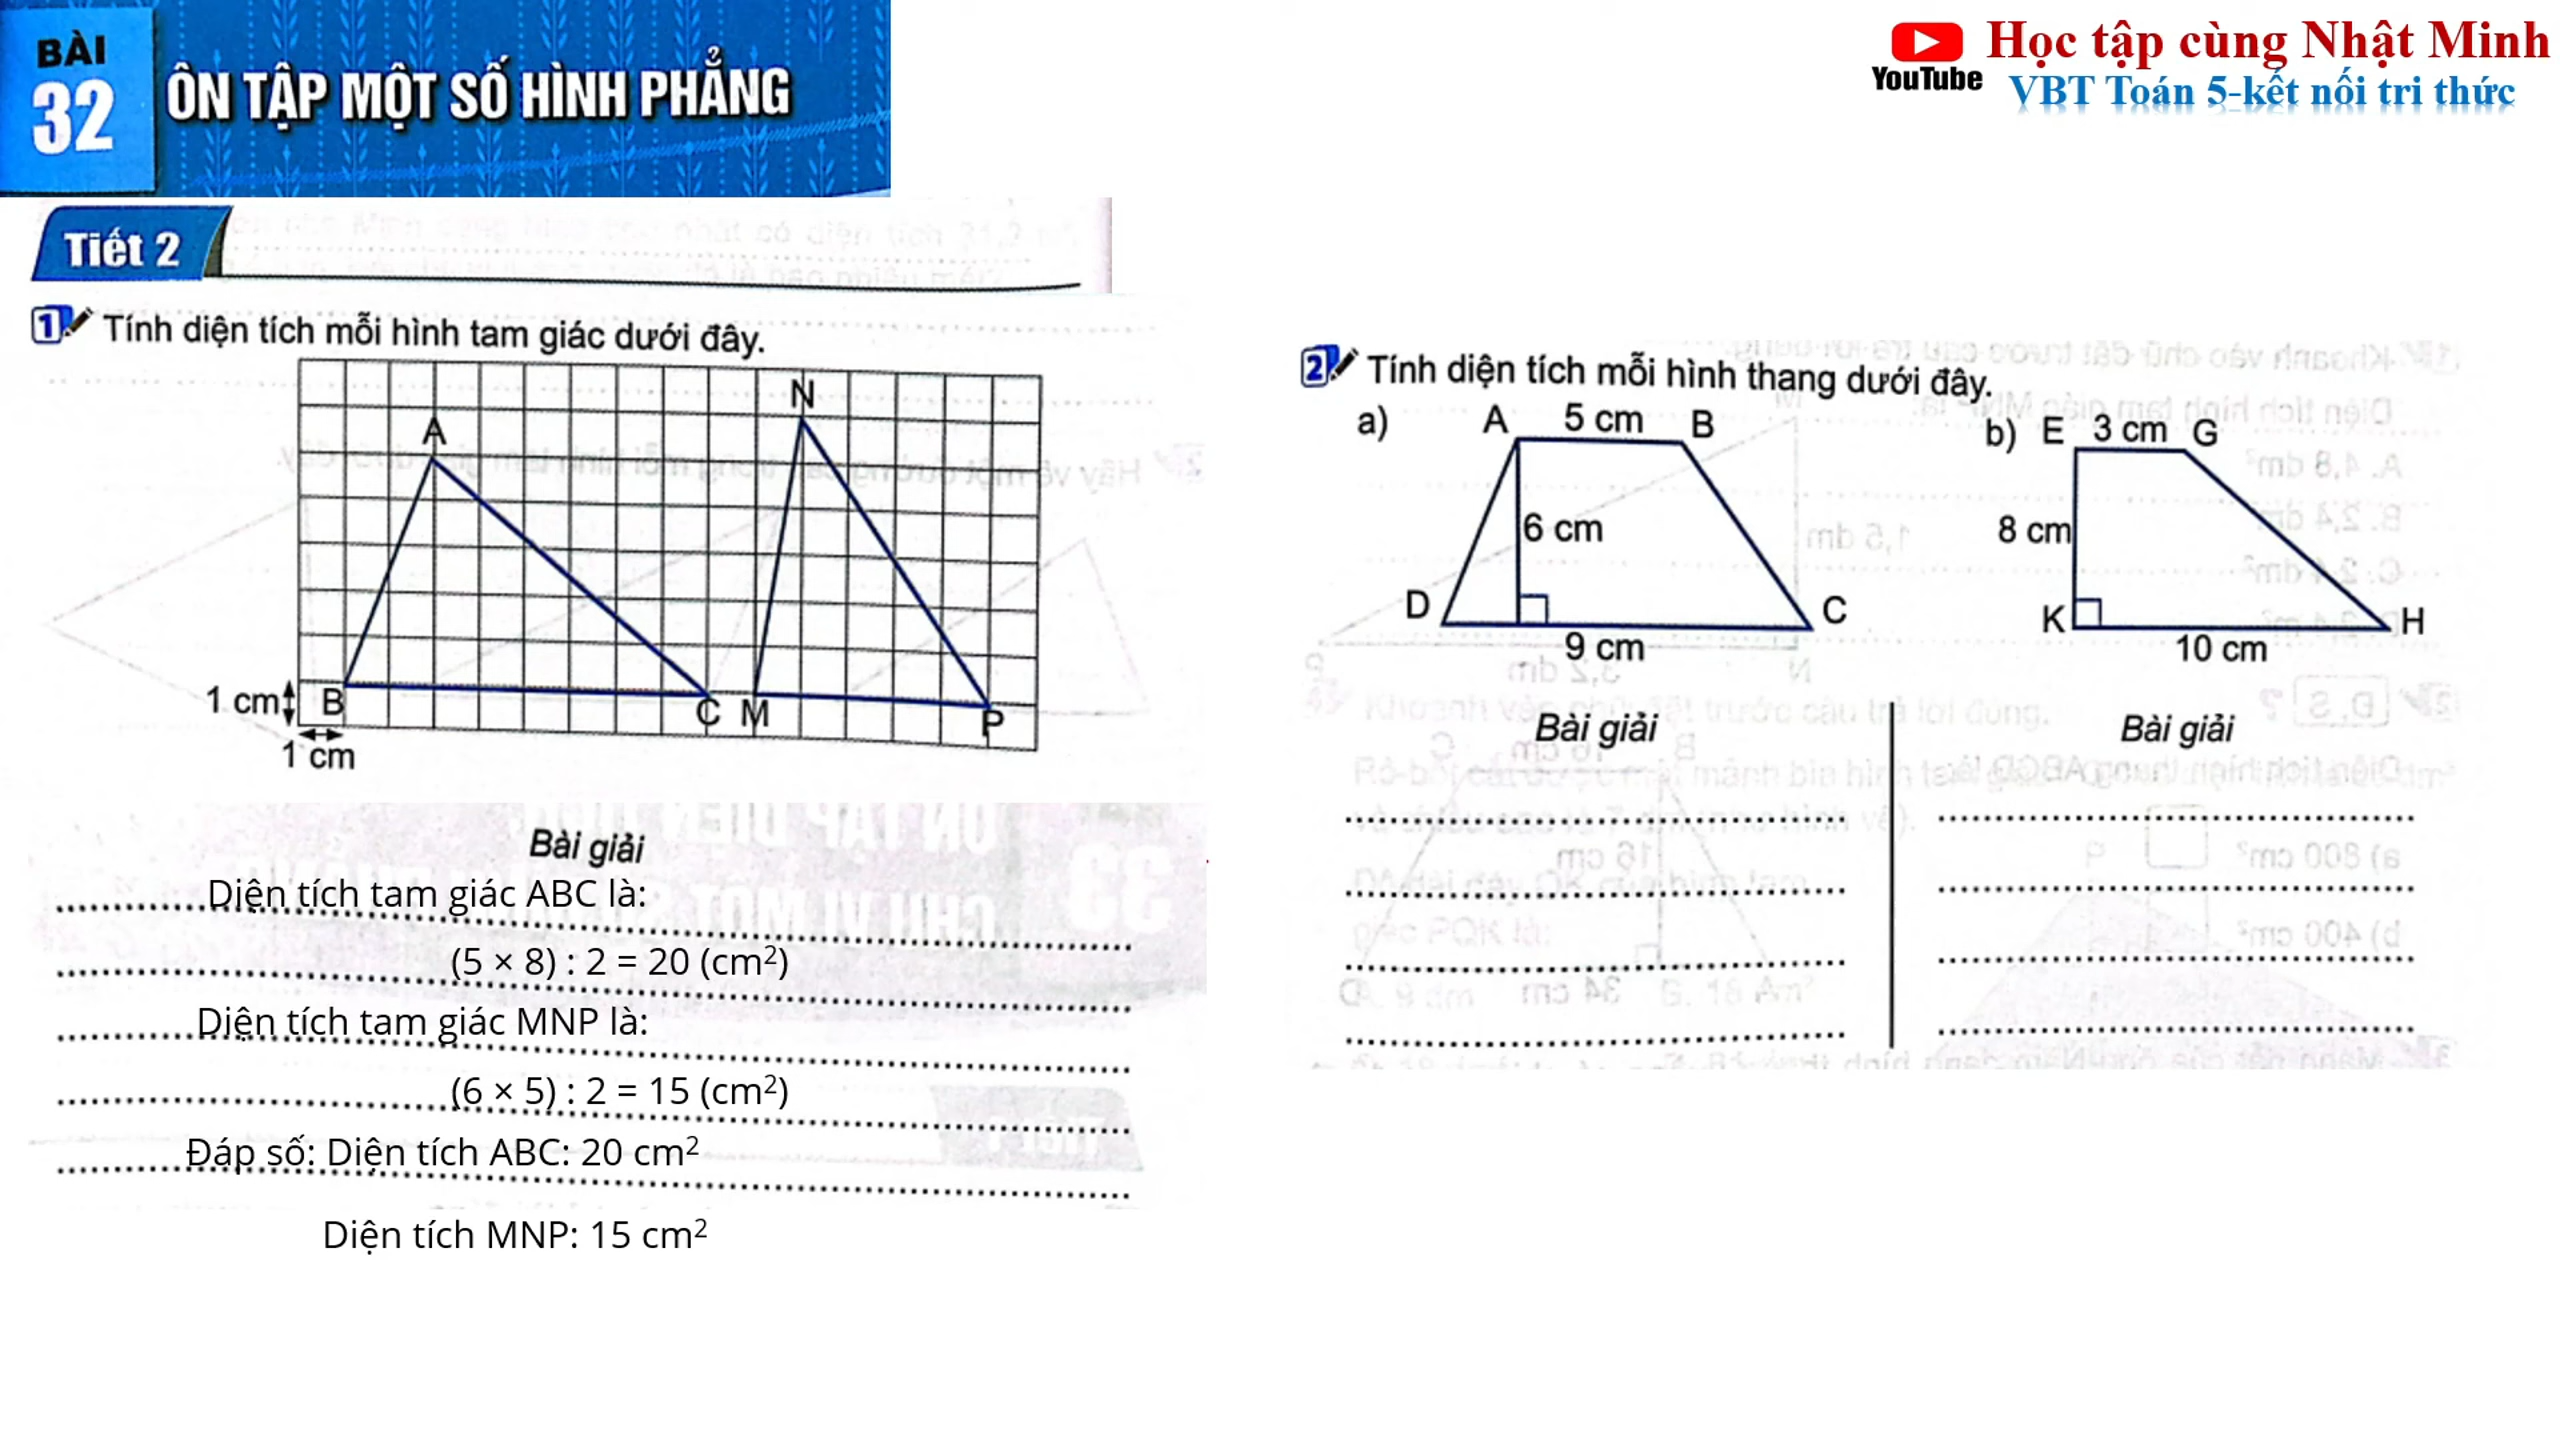 BÀI
32
ÔN TẬP MỘT SỐ HÌNH PHẲNG
YouTube
Học tập cùng Nhật Minh
VBT Toán 5-kết nối tri thức
Tiết 2
1 Tính diện tích mỗi hình tam giác dưới đây.
N
A
1 cm
B
C
M
P
1 cm
Bài giải
Diện tích tam giác ABC là:
(5 × 8) : 2 = 20 (cm²)
Diện tích tam giác MNP là:
(6 × 5) : 2 = 15 (cm²)
Đáp số: Diện tích ABC: 20 cm²
Diện tích MNP: 15 cm²
2 Tính diện tích mỗi hình thang dưới đây.
a) A 5 cm B
6 cm
D
C
9 cm
b) E 3 cm G
8 cm
K
H
10 cm
Bài giải
Bài giải